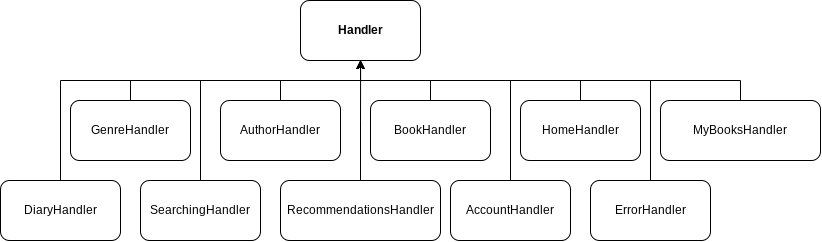 Handler
GenreHandler
AuthorHandler
BookHandler
HomeHandler
MyBooksHandler
DiaryHandler
SearchingHandler
RecommendationsHandler
AccountHandler
ErrorHandler